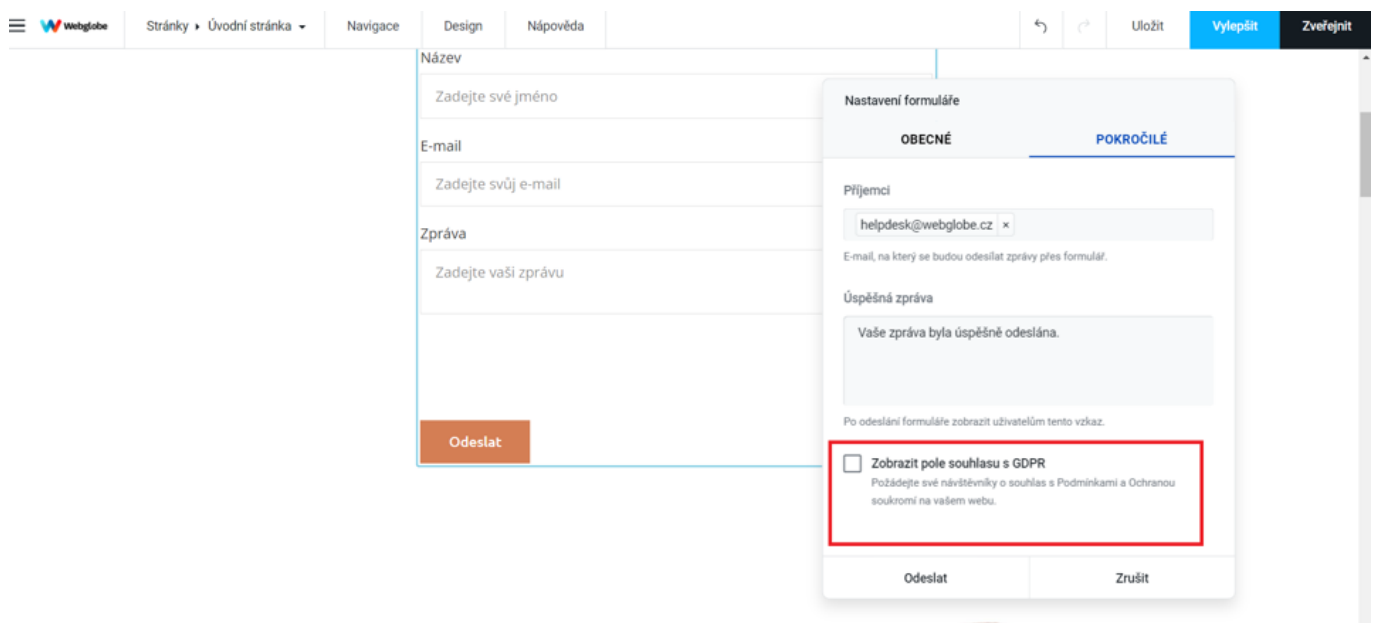 Webglobe
Stránky ▸ Úvodní stránka
Navigace
Design
Nápověda
Uložit
Vylepšit
Zveřejnit
Název
Zadejte své jméno
E-mail
Zadejte svůj e-mail
Zpráva
Zadejte vaši zprávu
Odeslat
Nastavení formuláře
OBECNÉ
POKROČILÉ
Příjemci
helpdesk@webglobe.cz ×
E-mail, na který se budou odesílat zprávy přes formulář.
Úspěšná zpráva
Vaše zpráva byla úspěšně odeslána.
Po odeslání formuláře zobrazit uživatelům tento vzkaz.
Zobrazit pole souhlasu s GDPR
Požádejte své návštěvníky o souhlas s Podmínkami a Ochranou
soukromí na vašem webu.
Odeslat
Zrušit